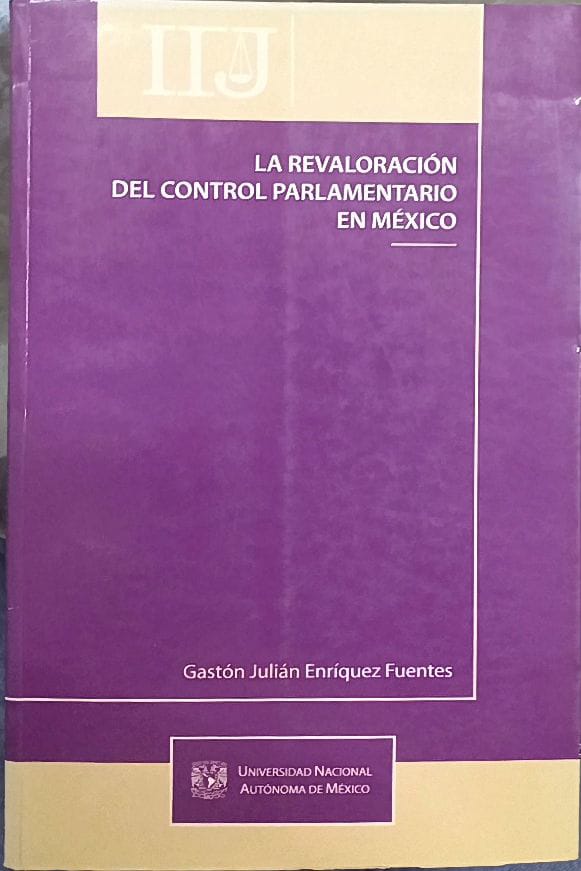 IIJ
LA REVALORACIÓN
DEL CONTROL PARLAMENTARIO
EN MÉXICO
Gastón Julián Enríquez Fuentes
UNIVERSIDAD NACIONAL
AUTÓNOMA DE MÉXICO